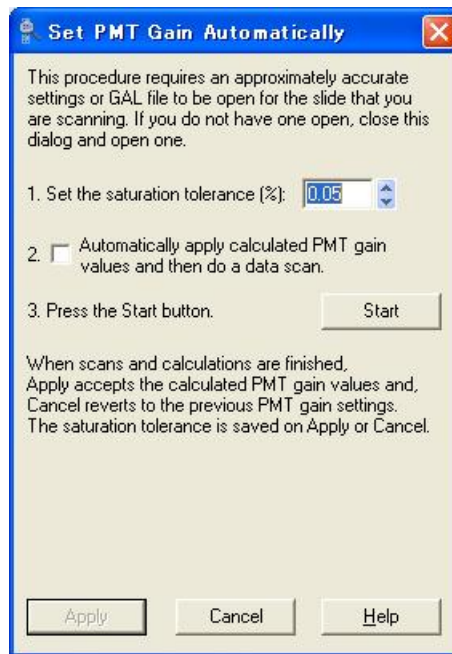 Set PMT Gain Automatically
This procedure requires an approximately accurate
settings or GAL file to be open for the slide that you
are scanning. If you do not have one open, close this
dialog and open one.
1. Set the saturation tolerance (%): 0.05
2. Automatically apply calculated PMT gain
values and then do a data scan.
3. Press the Start button. Start
When scans and calculations are finished,
Apply accepts the calculated PMT gain values and,
Cancel reverts to the previous PMT gain settings.
The saturation tolerance is saved on Apply or Cancel.
Apply Cancel Help